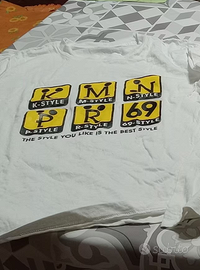 K M N
K-STYLE M-STYLE N-STYLE
P R 69
P-STYLE R-STYLE 69-STYLE
THE STYLE YOU LIKE IS THE BEST STYLE